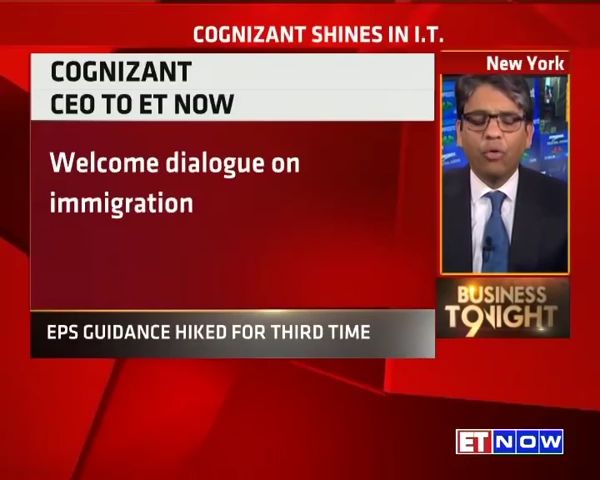 COGNIZANT SHINES IN I.T.
COGNIZANT
CEO TO ET NOW
New York
Welcome dialogue on
immigration
BUSINESS
T9NIGHT
EPS GUIDANCE HIKED FOR THIRD TIME
ET NOW